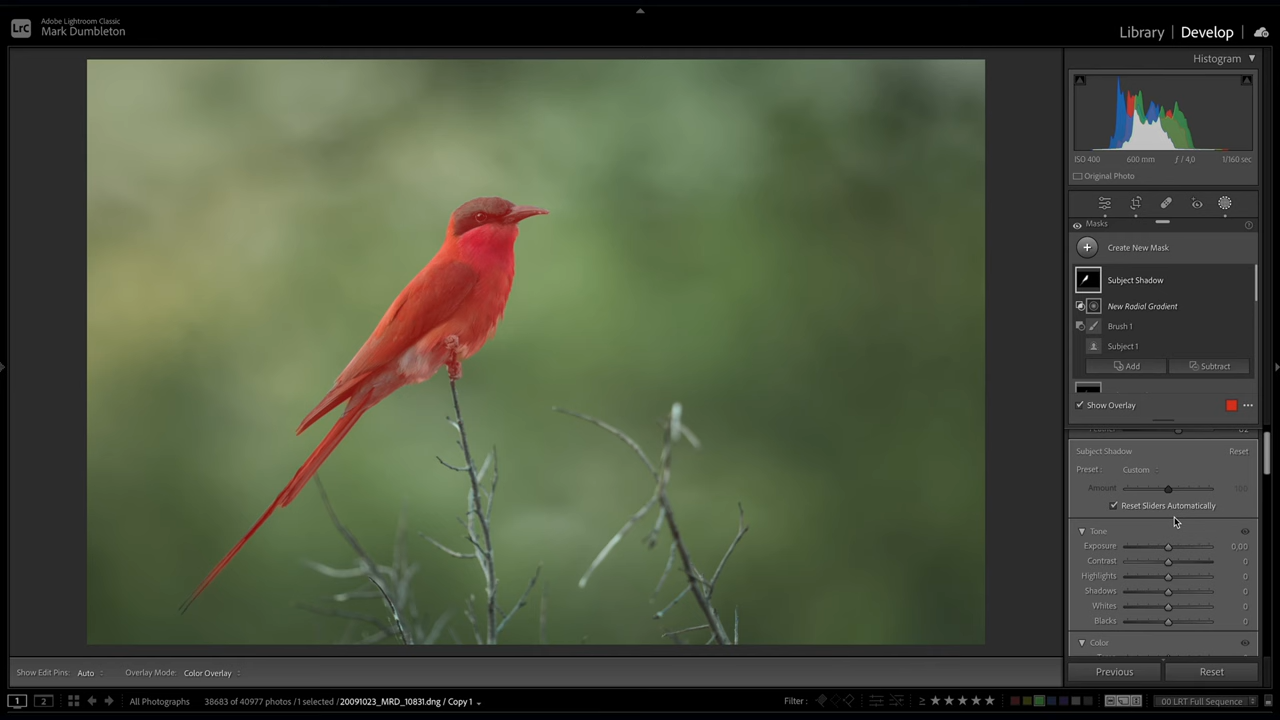 Adobe Lightroom Classic
LrC
Mark Dumbleton
Library | Develop |
Histogram
ISO 400 600 mm ƒ / 4,0 1/160 sec
Original Photo
Masks
Create New Mask
Subject Shadow
New Radial Gradient
Brush 1
Subject 1
Add Subtract
Show Overlay
Feather 82
Subject Shadow Reset
Preset : Custom
Amount 100
Reset Sliders Automatically
Tone
Exposure 0.00
Contrast 0
Highlights 0
Shadows 0
Whites 0
Blacks 0
Color
Show Edit Pins: Auto Overlay Mode: Color Overlay
Previous Reset
1 2 All Photographs 38683 of 40977 photos / 1 selected / 20091023_MRD_10831.dng / Copy 1 Filter : ≥ ★★★★★ 00 LRT Full Sequence